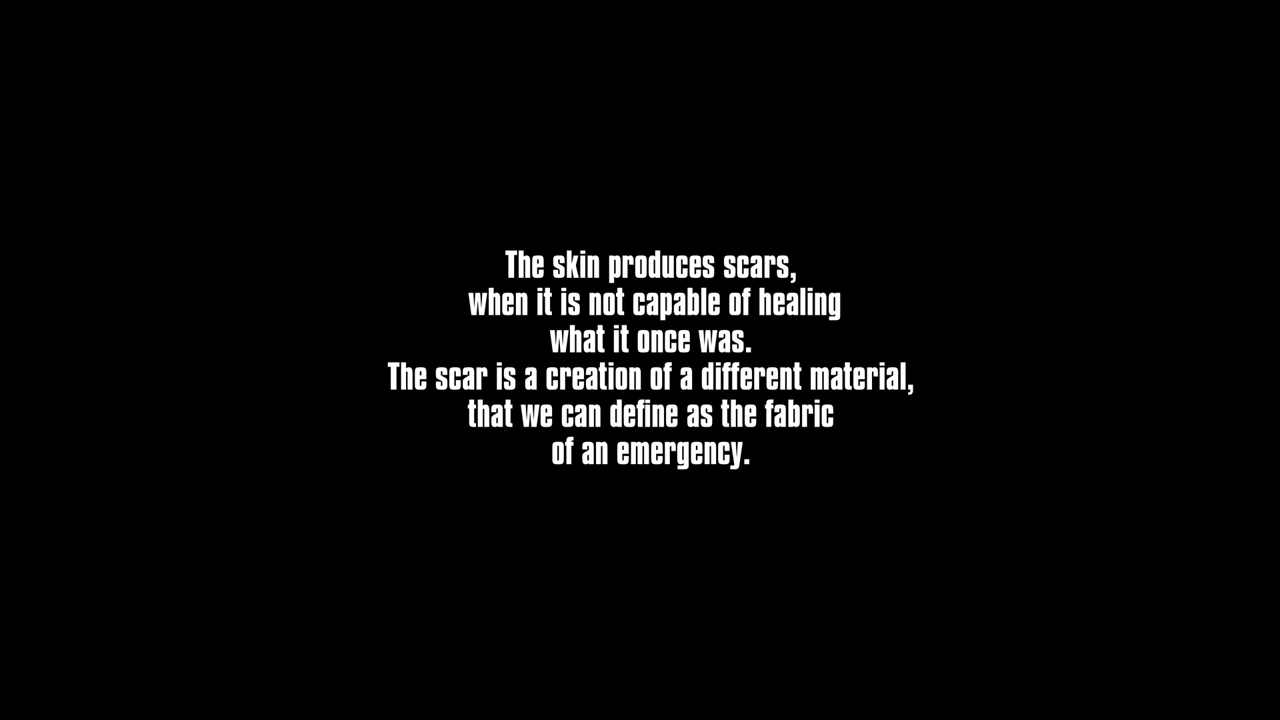 The skin produces scars,
when it is not capable of healing
what it once was.
The scar is a creation of a different material,
that we can define as the fabric
of an emergency.